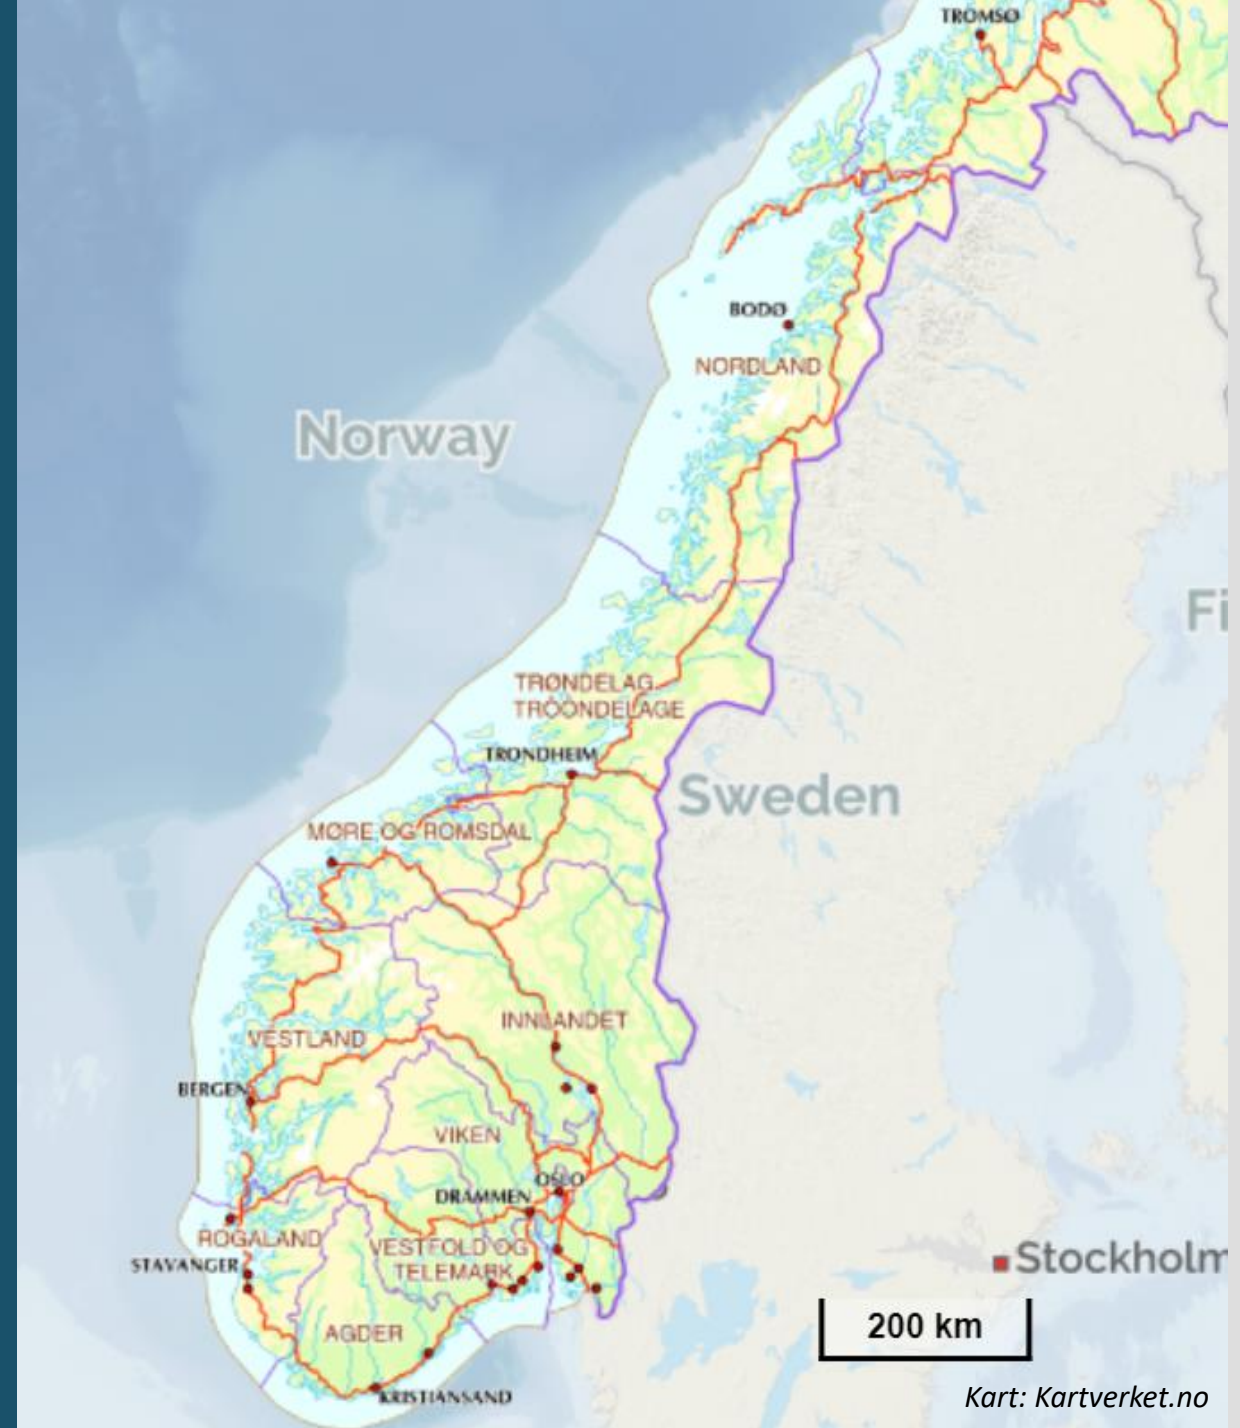 TROMSØ
BODØ
NORDLAND
Norway
Fi
TRØNDELAG
TRÖÖNDELAGE
TRONDHEIM
Sweden
MØRE OG ROMSDAL
INNLANDET
VESTLAND
BERGEN
VIKEN
OSLO
DRAMMEN
ROGALAND
VESTFOLD OG
TELEMARK
STAVANGER
Stockholm
200 km
AGDER
KRISTIANSAND
Kart: Kartverket.no